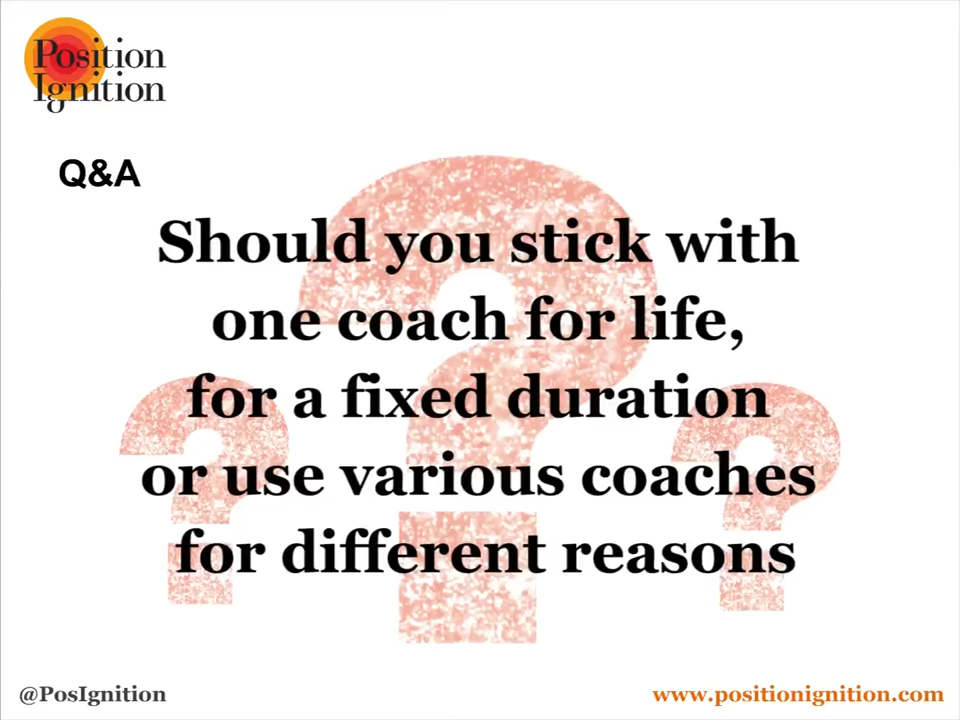 Position
Ignition
Q&A
Should you stick with
one coach for life,
for a fixed duration
or use various coaches
for different reasons
@PosIgnition
www.positionignition.com